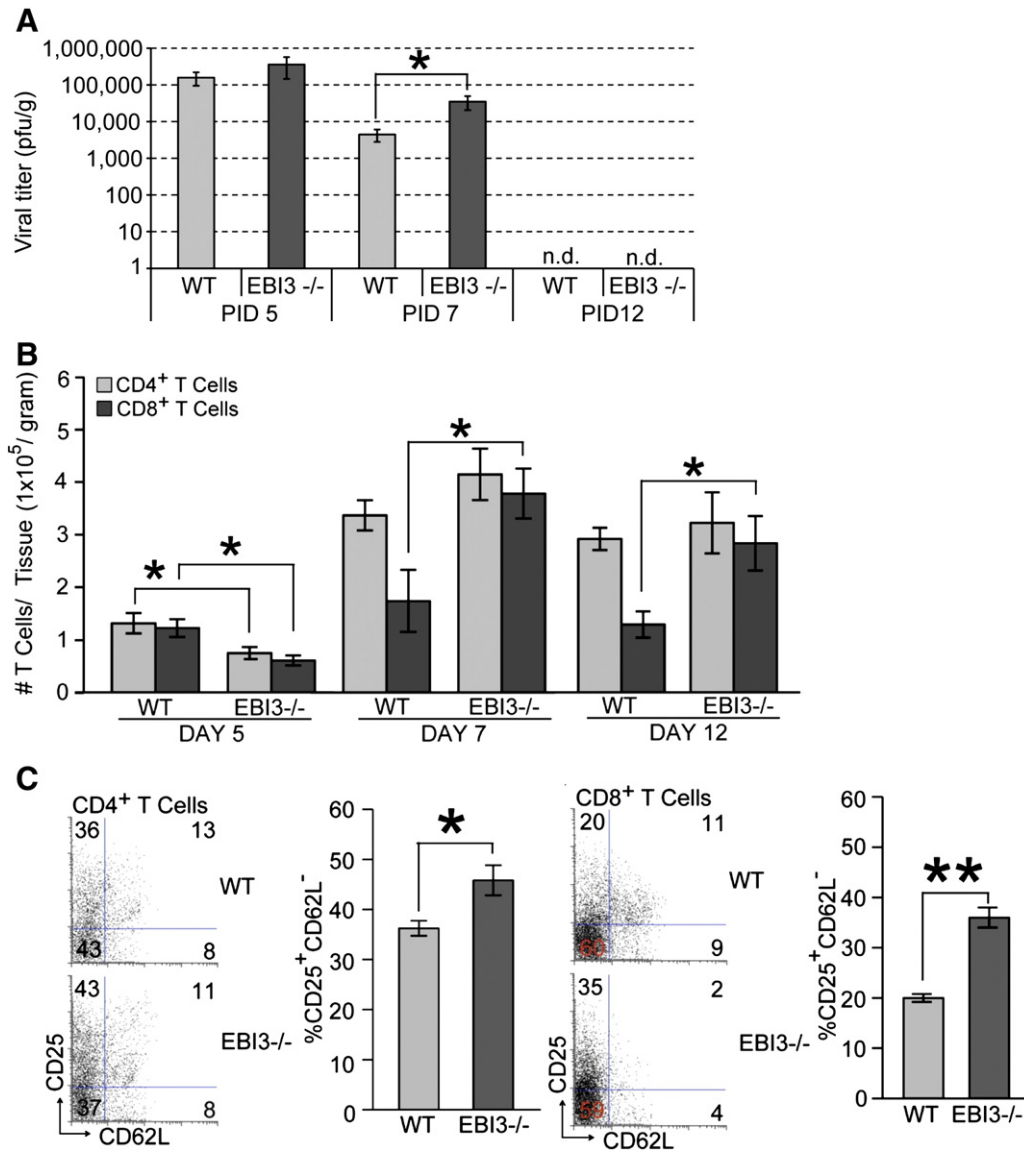 A
Viral titer (pfu/g)
1,000,000
100,000
10,000
1,000
100
10
1
*
n.d. n.d.
WT EBI3 -/- WT EBI3 -/- WT EBI3 -/-
PID 5 PID 7 PID12
B
# T Cells/ Tissue (1x10⁵/ gram)
6
5
4
3
2
1
0
CD4⁺ T Cells
CD8⁺ T Cells
* * * *
WT EBI3-/- WT EBI3-/- WT EBI3-/-
DAY 5 DAY 7 DAY 12
C
CD4⁺ T Cells
36 13
WT
43 8
43 11
EBI3-/-
37 8
CD25
CD62L
%CD25⁺CD62L⁻
60
50
40
30
20
10
0
*
WT EBI3-/-
CD8⁺ T Cells
20 11
WT
60 9
35 2
EBI3-/-
59 4
CD25
CD62L
%CD25⁺CD62L⁻
60
50
40
30
20
10
0
**
WT EBI3-/-